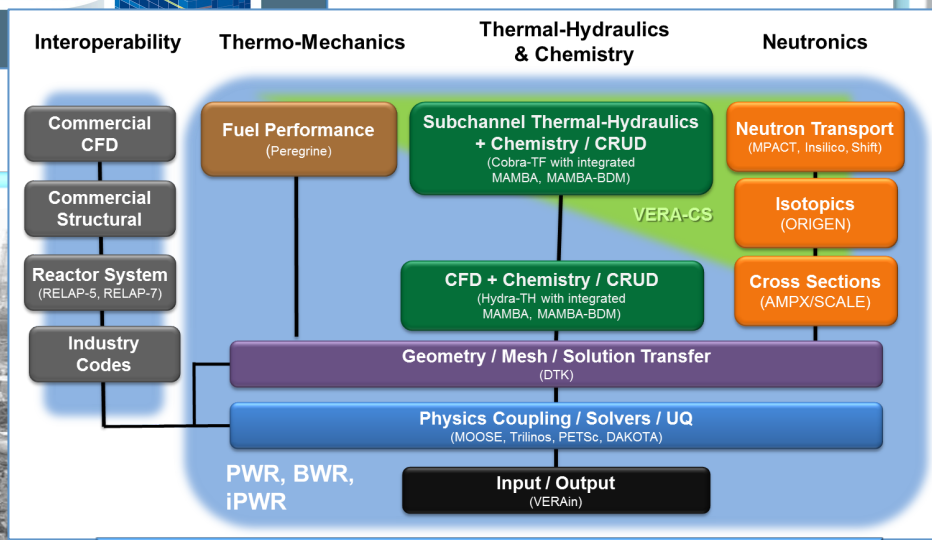 Interoperability
Thermo-Mechanics
Thermal-Hydraulics
& Chemistry
Neutronics
Commercial
CFD
Commercial
Structural
Reactor System
(RELAP-5, RELAP-7)
Industry
Codes
Fuel Performance
(Peregrine)
Subchannel Thermal-Hydraulics
+ Chemistry / CRUD
(Cobra-TF with integrated
MAMBA, MAMBA-BDM)
VERA-CS
CFD + Chemistry / CRUD
(Hydra-TH with integrated
MAMBA, MAMBA-BDM)
Neutron Transport
(MPACT, Insilico, Shift)
Isotopics
(ORIGEN)
Cross Sections
(AMPX/SCALE)
Geometry / Mesh / Solution Transfer
(DTK)
Physics Coupling / Solvers / UQ
(MOOSE, Trilinos, PETSc, DAKOTA)
PWR, BWR,
iPWR
Input / Output
(VERAin)